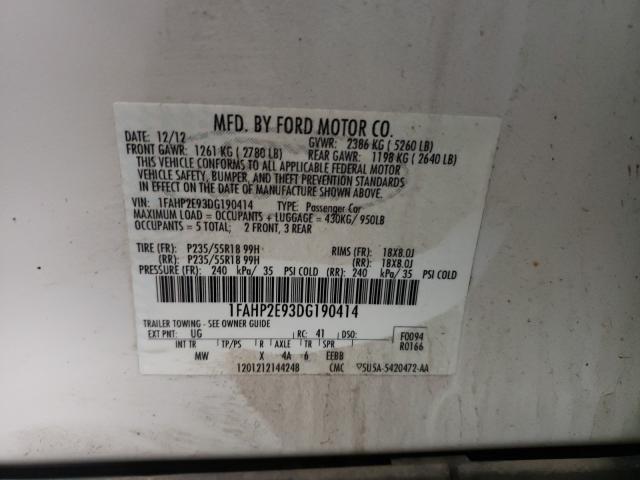 MFD. BY FORD MOTOR CO.
DATE: 12/12 GVWR: 2386 KG ( 5260 LB)
FRONT GAWR: 1261 KG ( 2780 LB) REAR GAWR: 1198 KG ( 2640 LB)
THIS VEHICLE CONFORMS TO ALL APPLICABLE FEDERAL MOTOR
VEHICLE SAFETY, BUMPER, AND THEFT PREVENTION STANDARDS
IN EFFECT ON THE DATE OF MANUFACTURE SHOWN ABOVE.
VIN: 1FAHP2E93DG190414 TYPE: Passenger Car
MAXIMUM LOAD = OCCUPANTS + LUGGAGE = 430KG/ 950LB
OCCUPANTS = 5 TOTAL; 2 FRONT, 3 REAR
TIRE (FR): P235/55R18 99H RIMS (FR): 18X8.0J
(RR): P235/55R18 99H (RR): 18X8.0J
PRESSURE (FR): 240 kPa/ 35 PSI COLD (RR): 240 kPa/ 35 PSI COLD
1FAHP2E93DG190414
TRAILER TOWING - SEE OWNER GUIDE
EXT PNT: UG RC: 41 DSO: F0094
INT TR TP/PS R AXLE TR SPR R0166
MW X 4A 6 EEBB
1201212144248 CMC 5U5A-5420472-AA